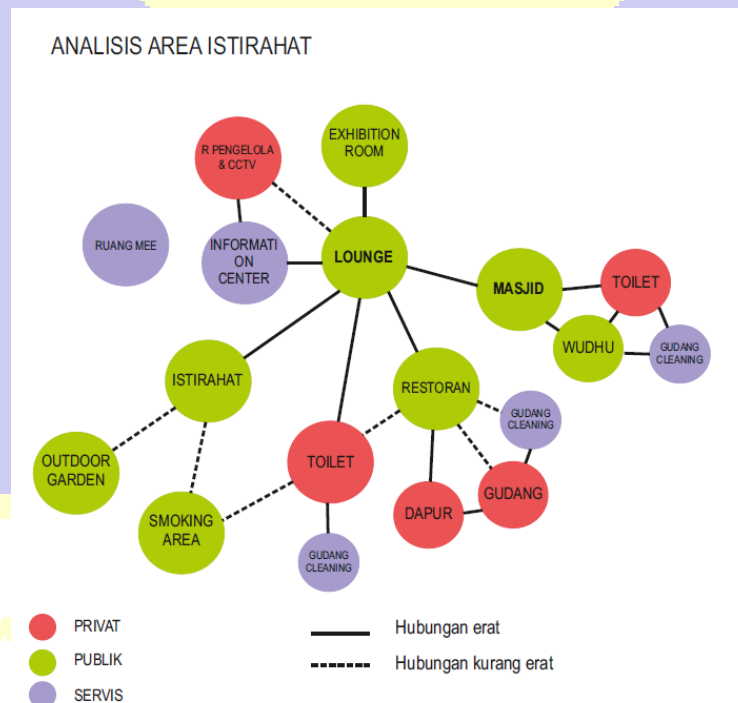 ANALISIS AREA ISTIRAHAT
EXHIBITION
ROOM
R PENGELOLA
& CCTV
RUANG MEE
INFORMATI
ON
CENTER
LOUNGE
MASJID
TOILET
WUDHU
GUDANG
CLEANING
ISTIRAHAT
RESTORAN
GUDANG
CLEANING
OUTDOOR
GARDEN
TOILET
SMOKING
AREA
DAPUR
GUDANG
GUDANG
CLEANING
PRIVAT
PUBLIK
SERVIS
Hubungan erat
Hubungan kurang erat